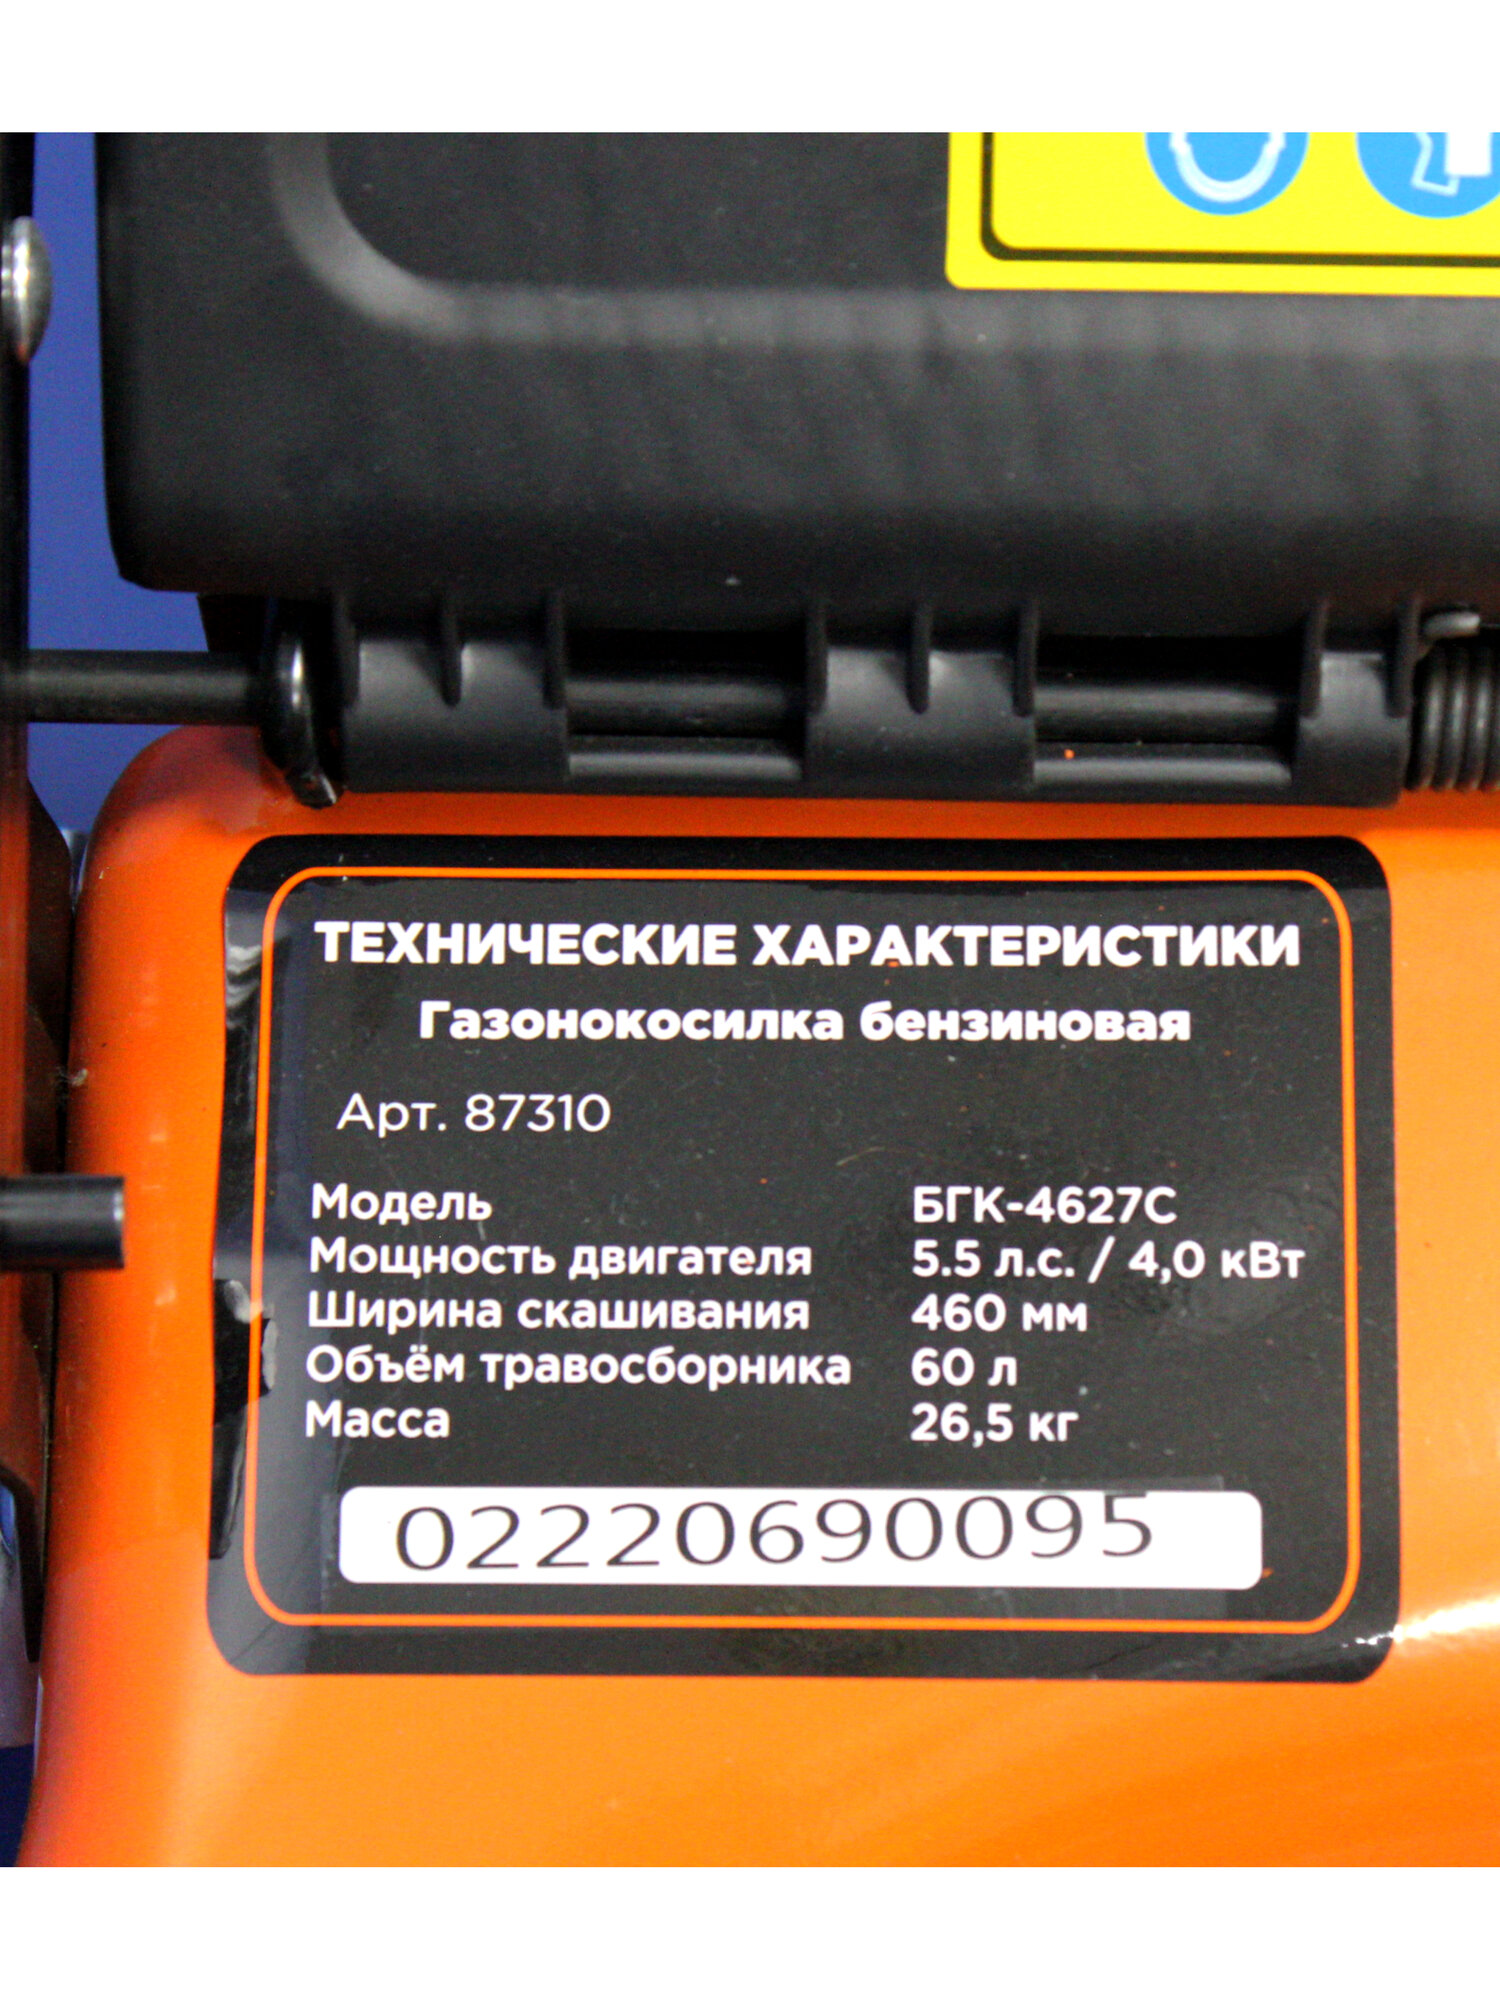 ТЕХНИЧЕСКИЕ ХАРАКТЕРИСТИКИ
Газонокосилка бензиновая
Арт. 87310
Модель БГК-4627С
Мощность двигателя 5.5 л.с. / 4,0 кВт
Ширина скашивания 460 мм
Объём травосборника 60 л
Масса 26,5 кг
02220690095